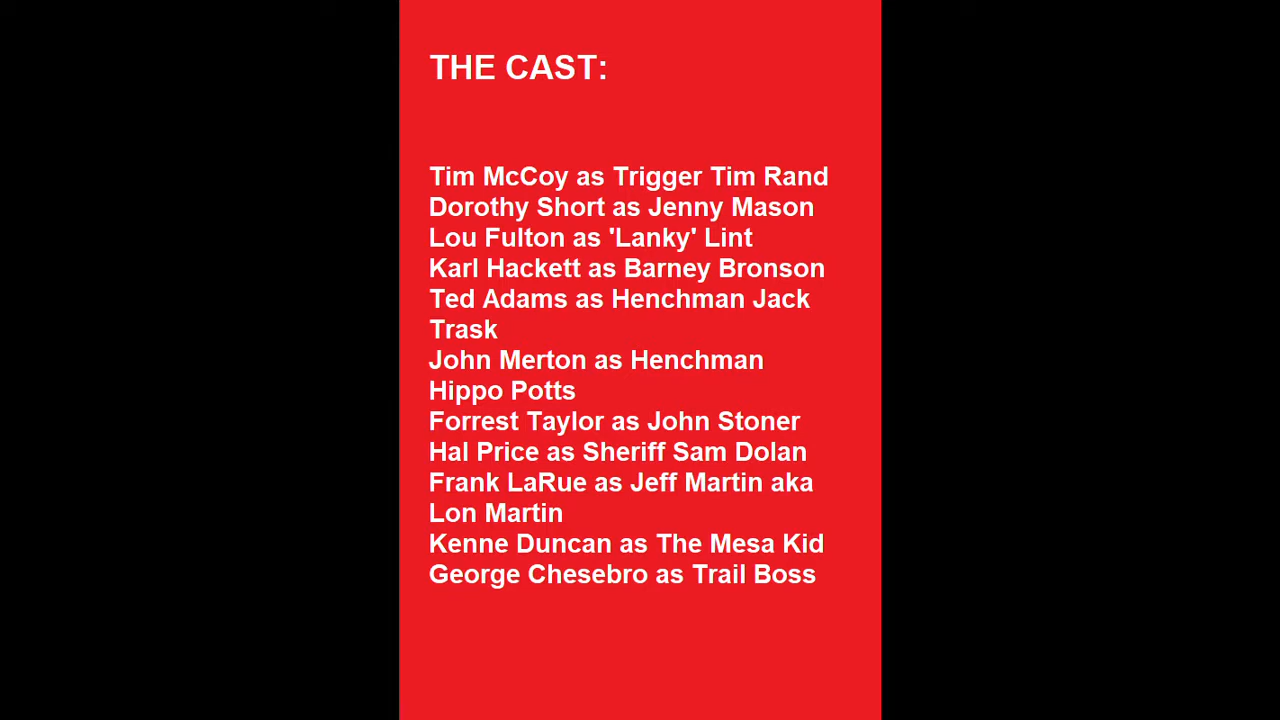 THE CAST:
Tim McCoy as Trigger Tim Rand
Dorothy Short as Jenny Mason
Lou Fulton as 'Lanky' Lint
Karl Hackett as Barney Bronson
Ted Adams as Henchman Jack
Trask
John Merton as Henchman
Hippo Potts
Forrest Taylor as John Stoner
Hal Price as Sheriff Sam Dolan
Frank LaRue as Jeff Martin aka
Lon Martin
Kenne Duncan as The Mesa Kid
George Chesebro as Trail Boss